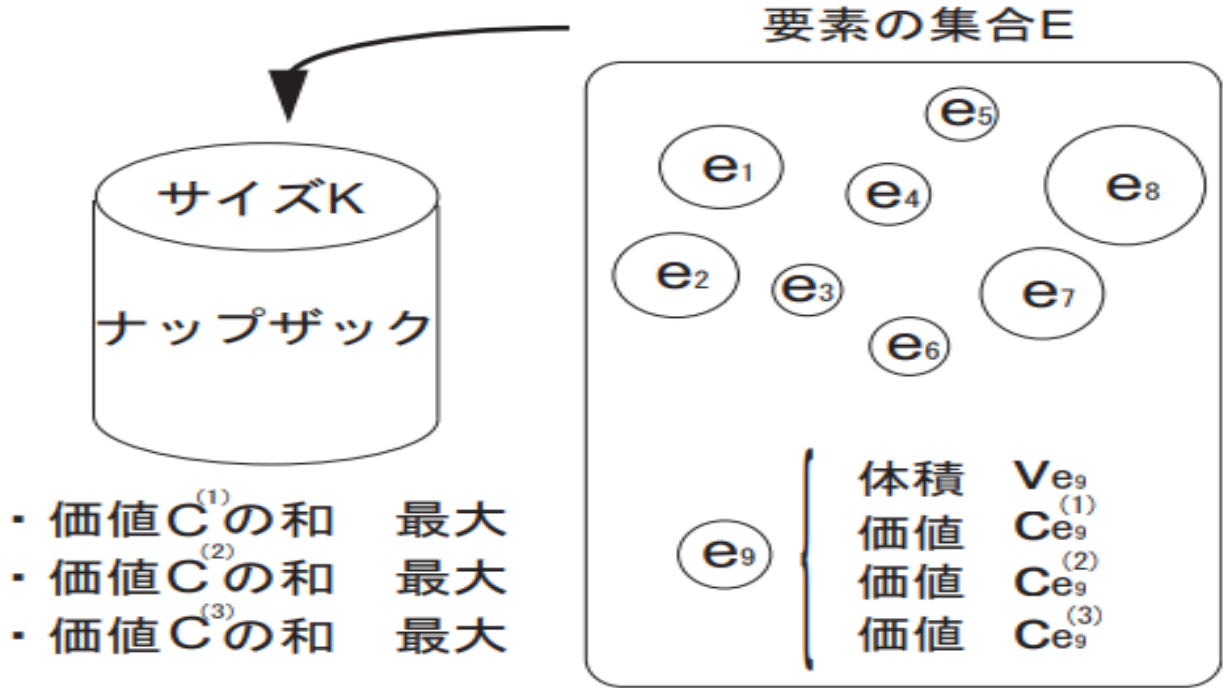 要素の集合E
サイズK
ナップザック
e1
e2
e3
e4
e5
e6
e7
e8
e9
体積 Ve9
価値 Ce9(1)
価値 Ce9(2)
価値 Ce9(3)
・価値C(1)の和 最大
・価値C(2)の和 最大
・価値C(3)の和 最大